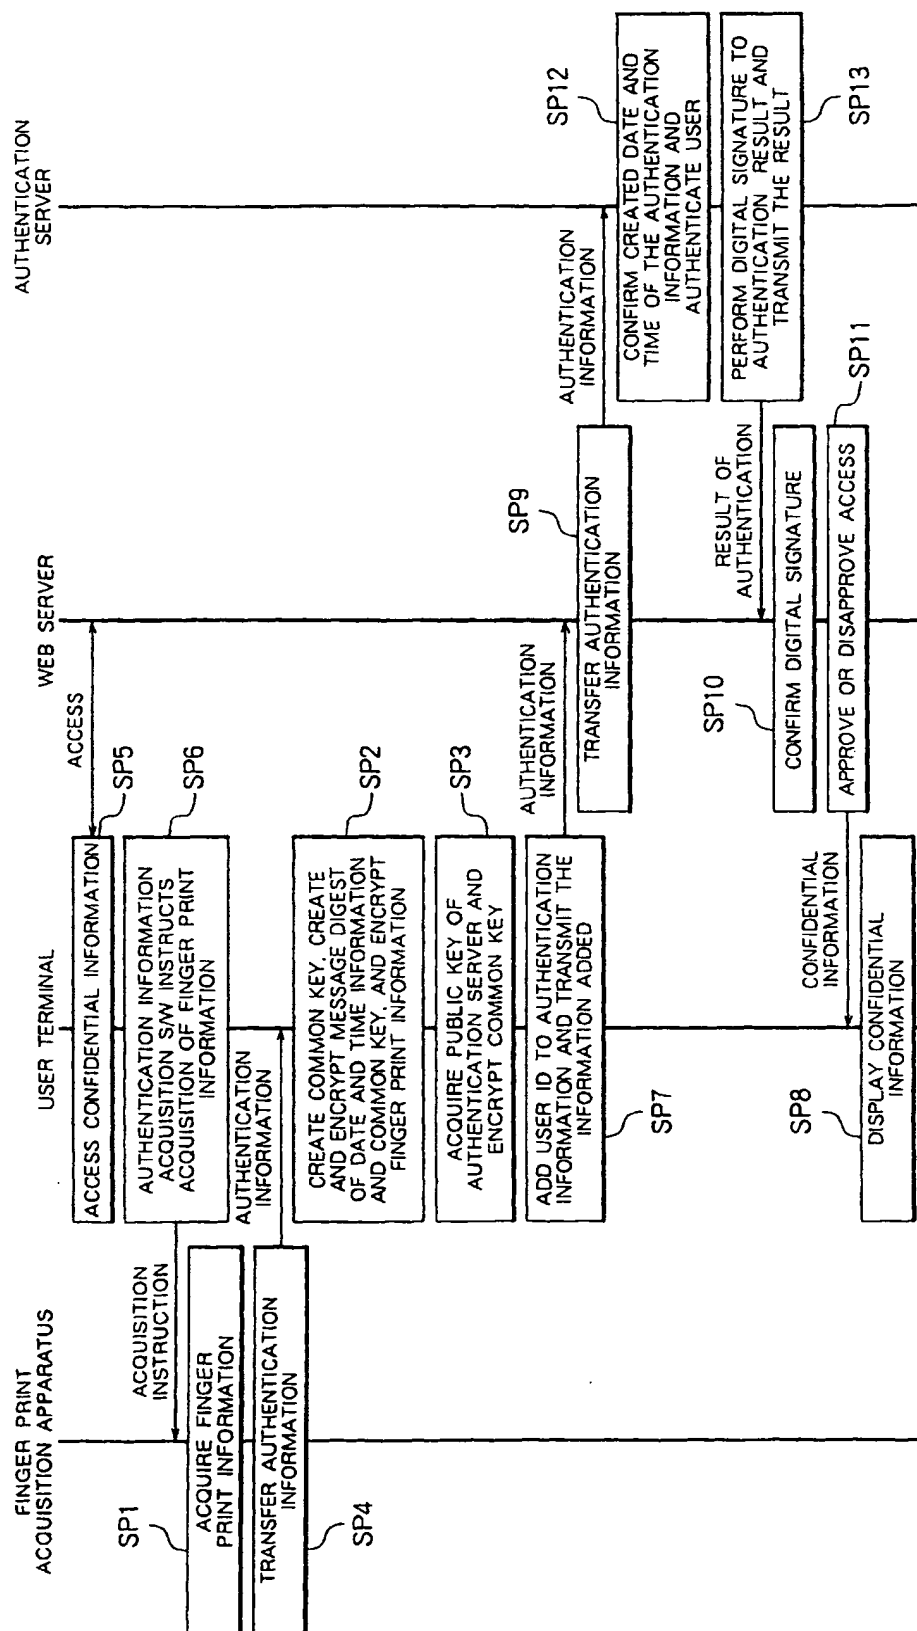 FINGER PRINT
ACQUISITION APPARATUS
USER TERMINAL
WEB SERVER
AUTHENTICATION
SERVER
ACCESS
ACCESS CONFIDENTIAL INFORMATION
SP5
AUTHENTICATION INFORMATION
ACQUISITION S/W INSTRUCTS
ACQUISITION OF FINGER PRINT
INFORMATION
SP6
ACQUISITION
INSTRUCTION
SP1
ACQUIRE FINGER
PRINT INFORMATION
TRANSFER AUTHENTICATION
INFORMATION
SP4
AUTHENTICATION
INFORMATION
CREATE COMMON KEY, CREATE
AND ENCRYPT MESSAGE DIGEST
OF DATE AND TIME INFORMATION
AND COMMON KEY, AND ENCRYPT
FINGER PRINT INFORMATION
SP2
ACQUIRE PUBLIC KEY OF
AUTHENTICATION SERVER AND
ENCRYPT COMMON KEY
SP3
ADD USER ID TO AUTHENTICATION
INFORMATION AND TRANSMIT THE
INFORMATION ADDED
SP7
AUTHENTICATION
INFORMATION
TRANSFER AUTHENTICATION
INFORMATION
SP9
AUTHENTICATION
INFORMATION
CONFIRM CREATED DATE AND
TIME OF THE AUTHENTICATION
INFORMATION AND
AUTHENTICATE USER
SP12
PERFORM DIGITAL SIGNATURE TO
AUTHENTICATION RESULT AND
TRANSMIT THE RESULT
SP13
RESULT OF
AUTHENTICATION
SP10
CONFIRM DIGITAL SIGNATURE
APPROVE OR DISAPPROVE ACCESS
SP11
CONFIDENTIAL
INFORMATION
SP8
DISPLAY CONFIDENTIAL
INFORMATION